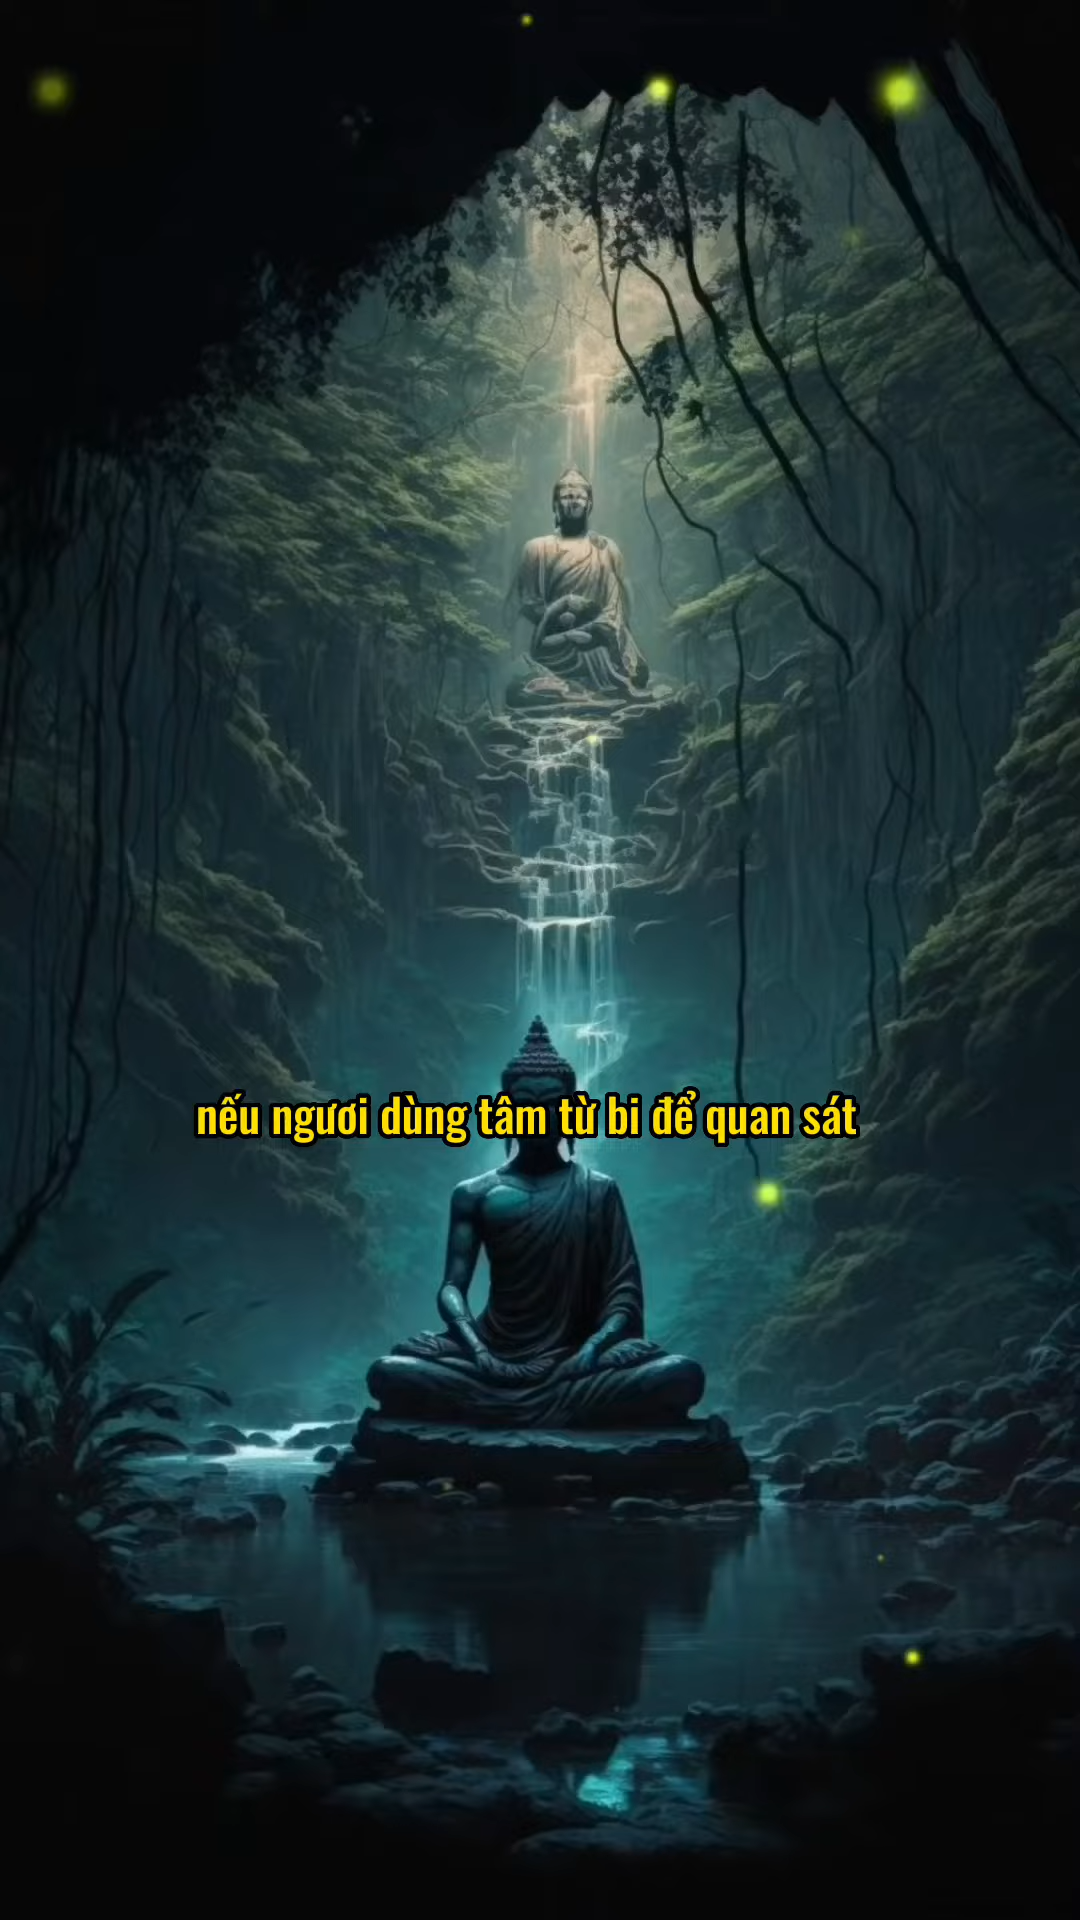 nếu ngươi dùng tâm từ bi để quan sát